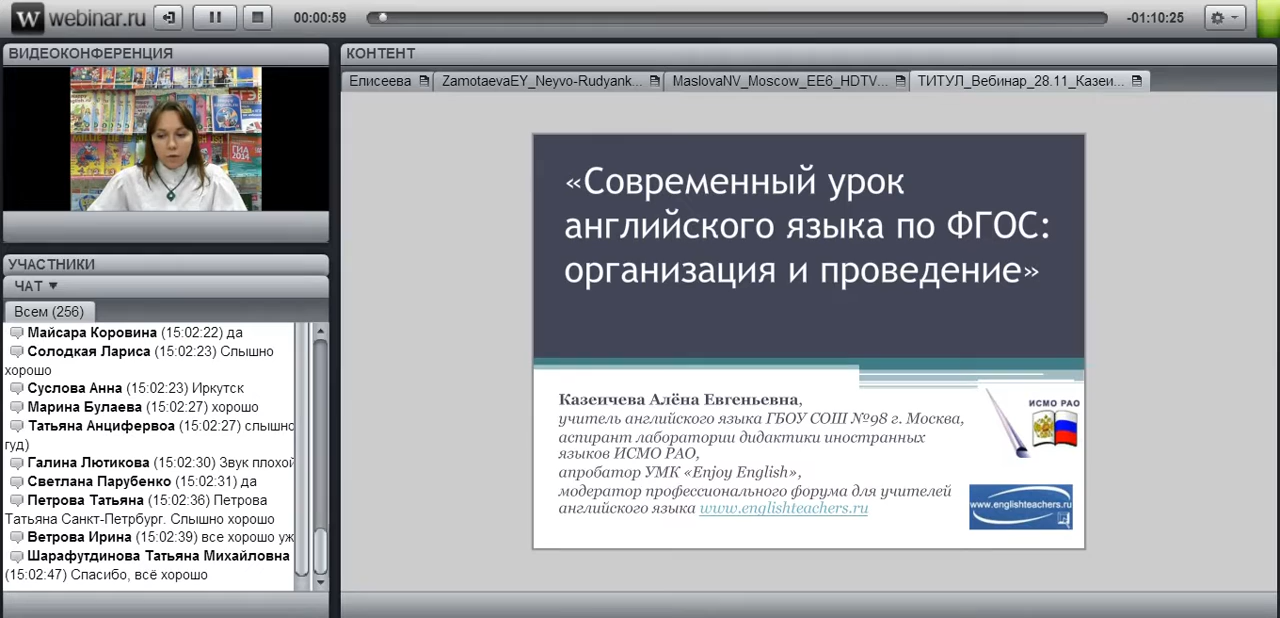 webinar.ru
00:00:59
-01:10:25
ВИДЕОКОНФЕРЕНЦИЯ
ГИА
2014
УЧАСТНИКИ
ЧАТ
Всем (256)
Майсара Коровина (15:02:22) да
Солодкая Лариса (15:02:23) Слышно
хорошо
Суслова Анна (15:02:23) Иркутск
Марина Булаева (15:02:27) хорошо
Татьяна Анцифервоа (15:02:27) слышно
гуд)
Галина Лютикова (15:02:30) Звук плохой
Светлана Парубенко (15:02:31) да
Петрова Татьяна (15:02:36) Петрова
Татьяна Санкт-Петрбург. Слышно хорошо
Ветрова Ирина (15:02:39) все хорошо уж
Шарафутдинова Татьяна Михайловна
(15:02:47) Спасибо, всё хорошо
КОНТЕНТ
Елисеева
ZamotaevaEY_Neyvo-Rudyank...
MaslovaNV_Moscow_EE6_HDTV...
ТИТУЛ_Вебинар_28.11_Казеи...
«Современный урок
английского языка по ФГОС:
организация и проведение»
Казеичева Алёна Евгеньевна,
учитель английского языка ГБОУ СОШ №98 г. Москва,
аспирант лаборатории дидактики иностранных
языков ИСМО РАО,
апробатор УМК «Enjoy English»,
модератор профессионального форума для учителей
английского языка www.englishteachers.ru
ИСМО РАО
www.englishteachers.ru